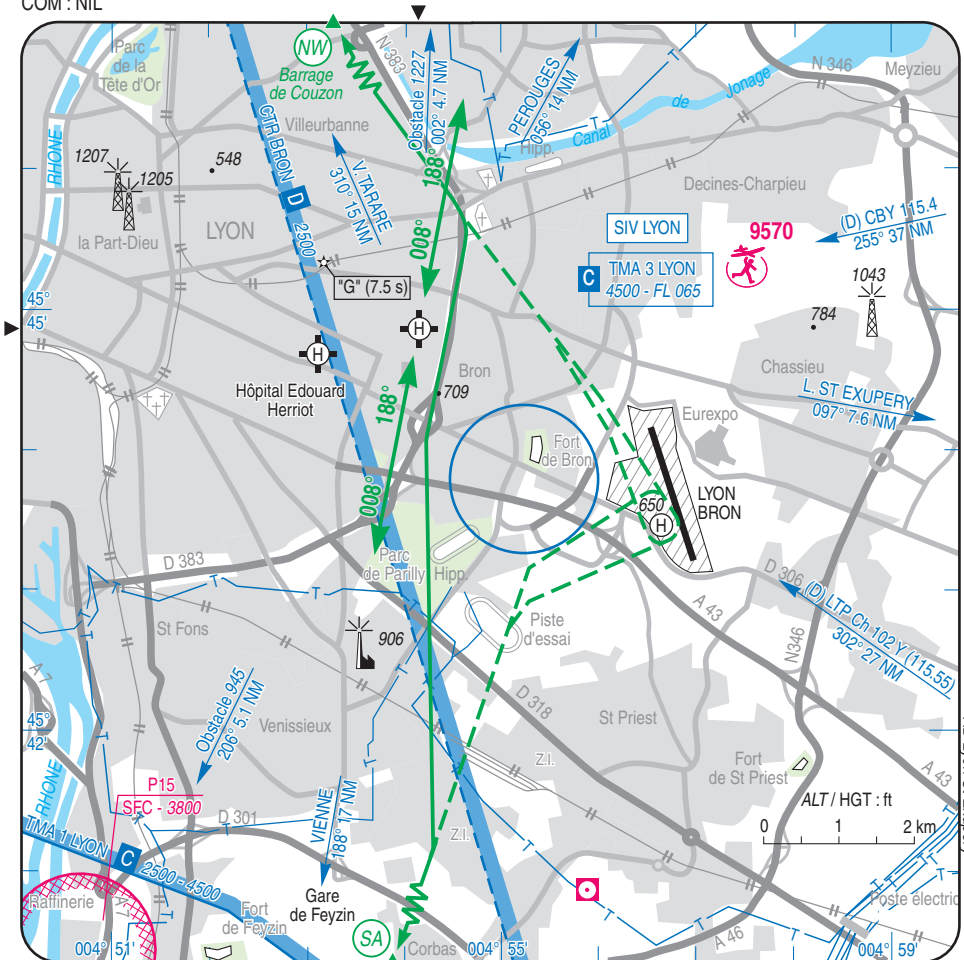 COM : NIL
Parc
de la
Tête d'Or
NW
Barrage
de Couzon
N 383
Obstacle 1227
002° 4.7 NM
PEROUGES
056° 14 NM
Canal
de
Jonage
N 346
Meyzieu
RHONE
CTR BRON
D
2500
Villeurbanne
V. TARARE
310° 15 NM
188°
008°
Hipp.
Decines-Charpieu
1207
1205
548
la Part-Dieu
LYON
"G" (7.5 s)
SIV LYON
C
TMA 3 LYON
4500 - FL 065
9570
(D) CBY 115.4
255° 37 NM
1043
784
45°
45'
H
H
Hôpital Edouard
Herriot
Bron
709
188°
008°
Chassieu
L. ST EXUPERY
097° 7.6 NM
Eurexpo
Fort
de Bron
650
H
LYON
BRON
D 383
Parc
de Parilly
Hipp.
D 306
(D) LTP Ch 102 Y (115.55)
302° 27 NM
A 43
N346
Piste
d'essai
St Fons
906
A 7
Obstacle 945
206° 5.1 NM
Venissieux
D 318
St Priest
45°
42'
RHONE
Z.I.
Fort
de St Priest
A 43
P15
SFC - 3800
VIENNE
188° 17 NM
D 301
Z.I.
ALT / HGT : ft
0 1 2 km
TMA 1 LYON
C
2500 - 4500
Raffinerie
A 7
Fort
de Feyzin
Gare
de Feyzin
SA
Corbas
Poste électric
A 46
004° 51'
004° 55'
004° 59'